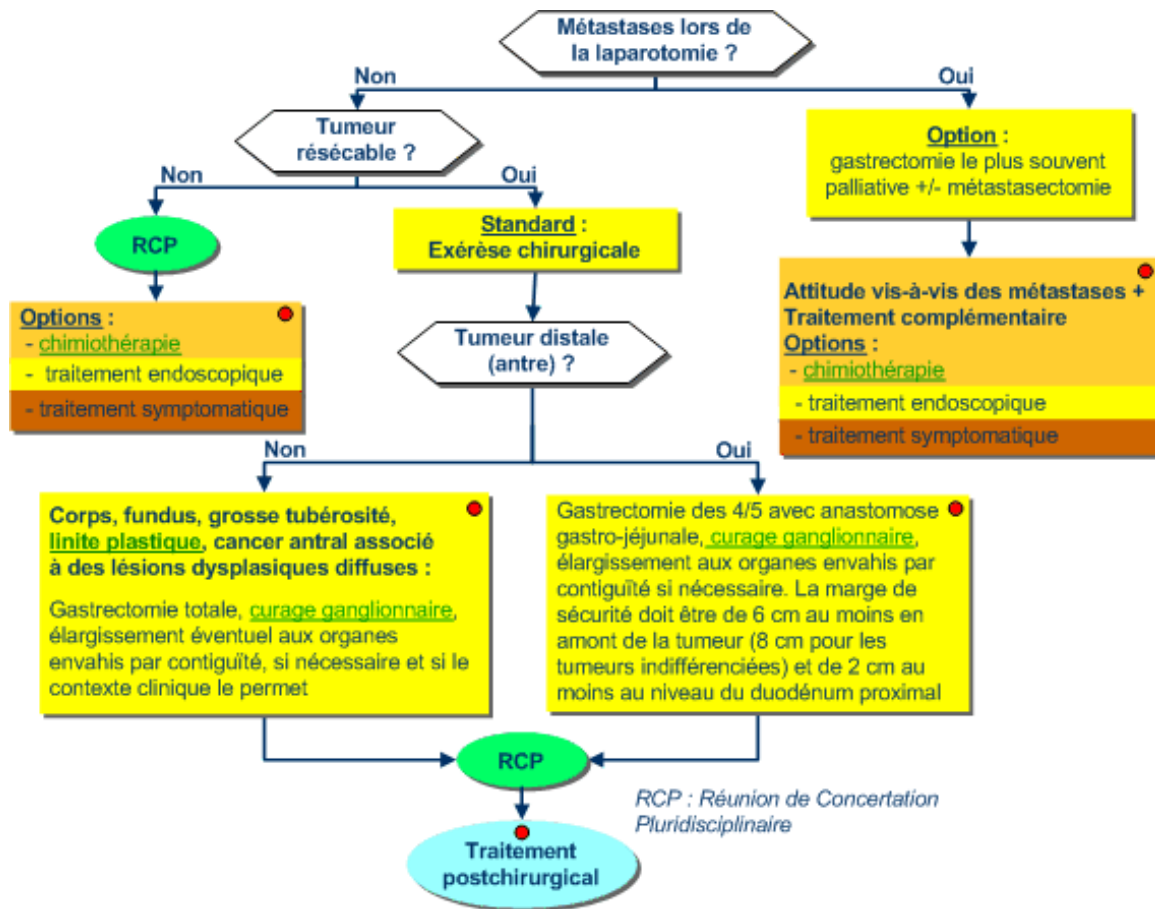 Métastases lors de
la laparotomie ?
Non
Oui
Tumeur
résécable ?
Option :
gastrectomie le plus souvent
palliative +/- métastasectomie
Non
Oui
RCP
Standard :
Exérèse chirurgicale
Options :
- chimiothérapie
- traitement endoscopique
- traitement symptomatique
Attitude vis-à-vis des métastases +
Traitement complémentaire
Options :
- chimiothérapie
- traitement endoscopique
- traitement symptomatique
Tumeur distale
(antre) ?
Non
Oui
Corps, fundus, grosse tubérosité,
linite plastique, cancer antral associé
à des lésions dysplasiques diffuses :
Gastrectomie totale, curage ganglionnaire,
élargissement éventuel aux organes
envahis par contiguïté, si nécessaire et si le
contexte clinique le permet
Gastrectomie des 4/5 avec anastomose
gastro-jéjunale, curage ganglionnaire,
élargissement aux organes envahis par
contiguïté si nécessaire. La marge de
sécurité doit être de 6 cm au moins en
amont de la tumeur (8 cm pour les
tumeurs indifférenciées) et de 2 cm au
moins au niveau du duodénum proximal
RCP
RCP : Réunion de Concertation
Pluridisciplinaire
Traitement
postchirurgical